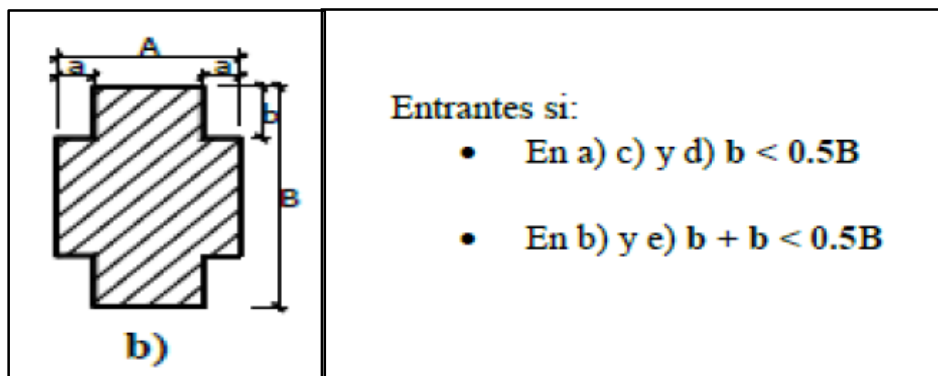 A
a a
b
B
b)
Entrantes si:
• En a) c) y d) b < 0.5B
• En b) y e) b + b < 0.5B